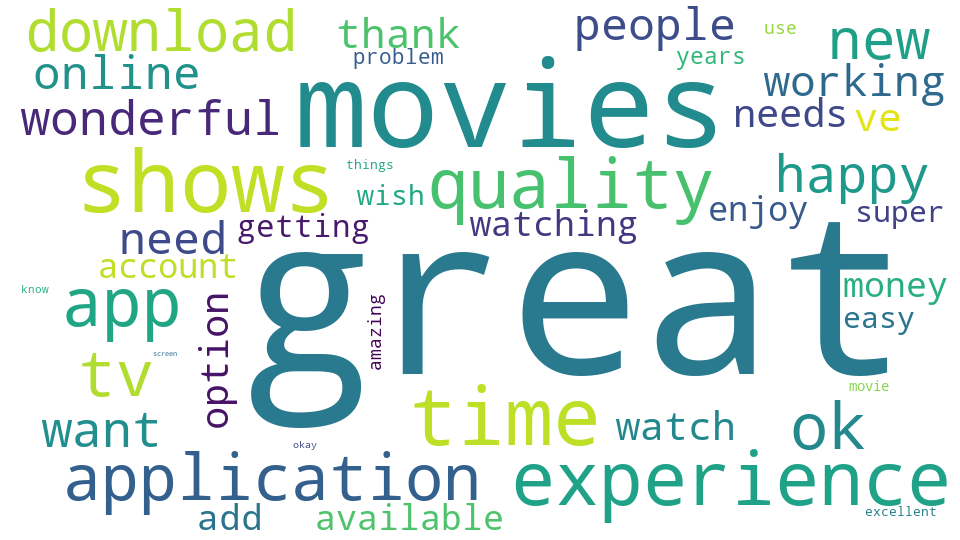 download
thank
people
use
new
online
problem
movies
years
working
wonderful
needs
ve
shows
things
quality
happy
wish
enjoy
super
need
getting
watching
account
great
know
app
option
amazing
money
easy
tv
screen
movie
want
okay
time
watch
ok
application
experience
add
available
excellent